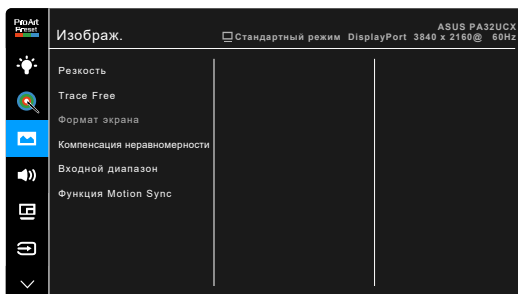 ProArt
Preset
Изображ.
ASUS PA32UCX
Стандартный режим DisplayPort 3840 x 2160@ 60Hz
Резкость
Trace Free
Формат экрана
Компенсация неравномерности
Входной диапазон
Функция Motion Sync